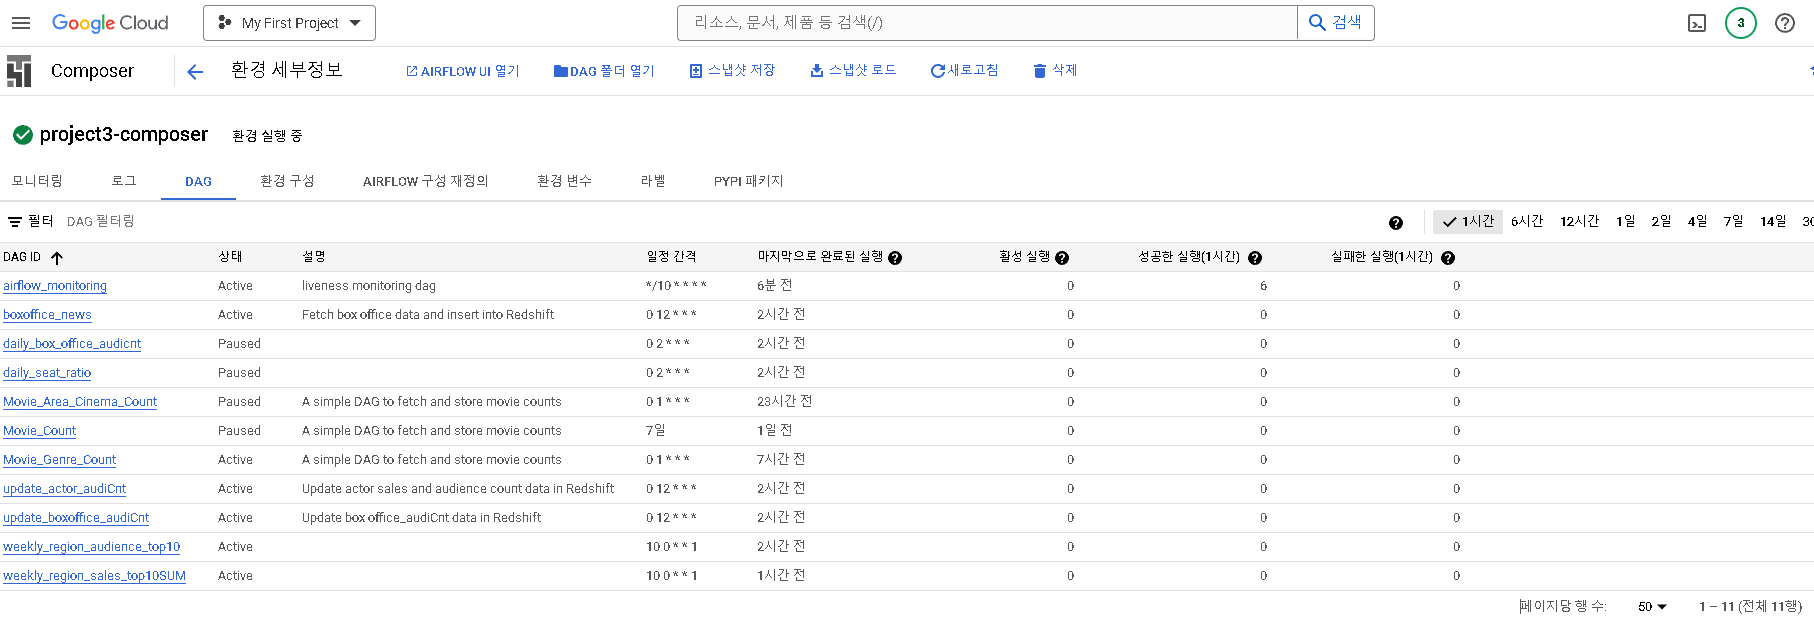 Google Cloud My First Project 리소스, 문서, 제품 등 검색(/) 검색 3
Composer 환경 세부정보 AIRFLOW UI 열기 DAG 폴더 열기 스냅샷 저장 스냅샷 로드 새로고침 삭제
project3-composer 환경 실행 중
모니터링 로그 DAG 환경 구성 AIRFLOW 구성 재정의 환경 변수 라벨 PYPI 패키지
필터 DAG 필터링 1시간 6시간 12시간 1일 2일 4일 7일 14일 30
DAG ID 상태 설명 일정 간격 마지막으로 완료된 실행 활성 실행 성공한 실행(1시간) 실패한 실행(1시간)
airflow_monitoring Active liveness monitoring dag */10 * * * * 6분 전 0 6 0
boxoffice_news Active Fetch box office data and insert into Redshift 0 12 * * * 2시간 전 0 0 0
daily_box_office_audicnt Paused 0 2 * * * 2시간 전 0 0 0
daily_seat_ratio Paused 0 2 * * * 2시간 전 0 0 0
Movie_Area_Cinema_Count Paused A simple DAG to fetch and store movie counts 0 1 * * * 23시간 전 0 0 0
Movie_Count Paused A simple DAG to fetch and store movie counts 7일 1일 전 0 0 0
Movie_Genre_Count Active A simple DAG to fetch and store movie counts 0 1 * * * 7시간 전 0 0 0
update_actor_audiCnt Active Update actor sales and audience count data in Redshift 0 12 * * * 2시간 전 0 0 0
update_boxoffice_audiCnt Active Update box office_audiCnt data in Redshift 0 12 * * * 2시간 전 0 0 0
weekly_region_audience_top10 Active 10 0 * * 1 2시간 전 0 0 0
weekly_region_sales_top10SUM Active 10 0 * * 1 1시간 전 0 0 0
페이지당 행 수: 50 1 – 11 (전체 11행)